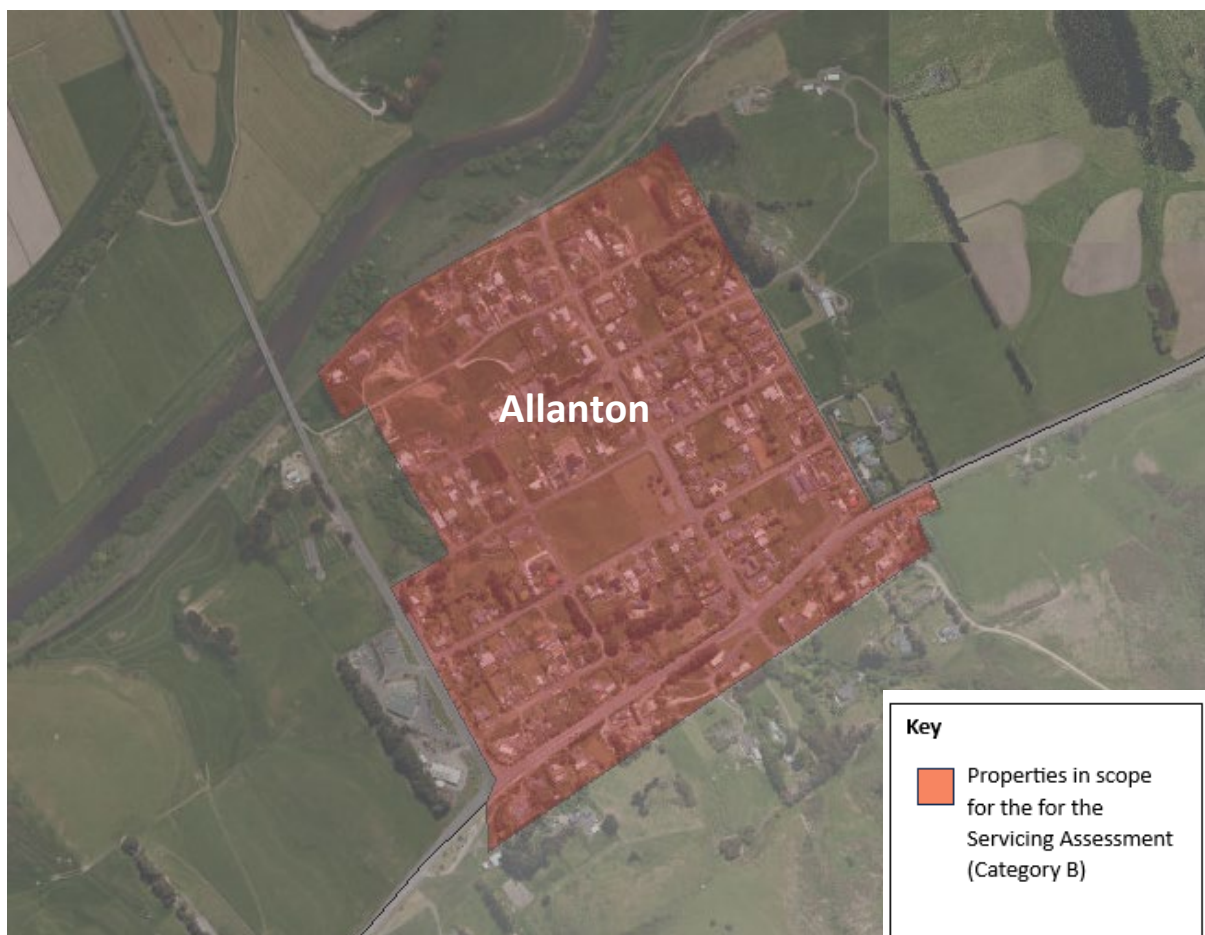 Allanton
Key
Properties in scope
for the for the
Servicing Assessment
(Category B)